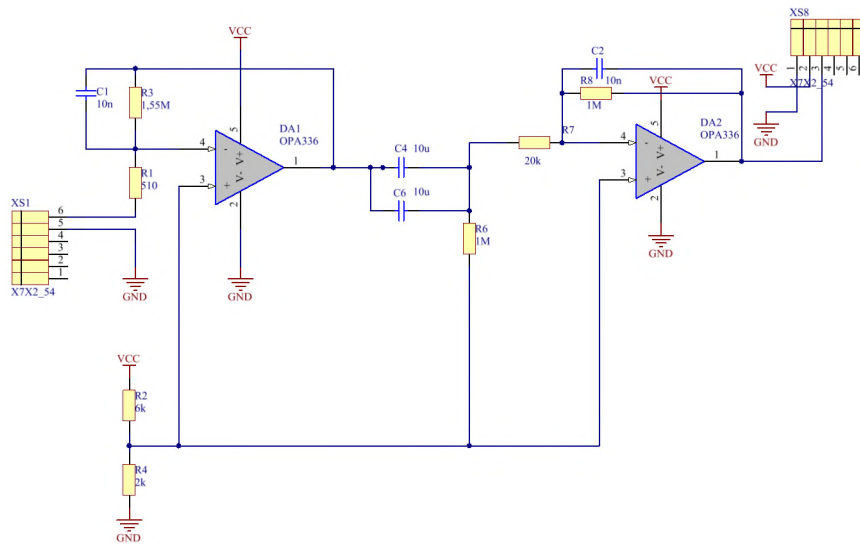 XS8
VCC
C2
C1
10n
R3
1,55M
10n
VCC
VCC
R8
1M
1
2
3
4
5
6
X7X2_54
DA1
OPA336
5
4
-
V+
1
+
V-
3
2
C4
10u
R7
20k
DA2
OPA336
5
4
-
V+
1
+
V-
3
2
GND
R1
510
C6
10u
XS1
6
5
4
3
2
1
X7X2_54
R6
1M
GND
GND
GND
VCC
R2
6k
R4
2k
GND